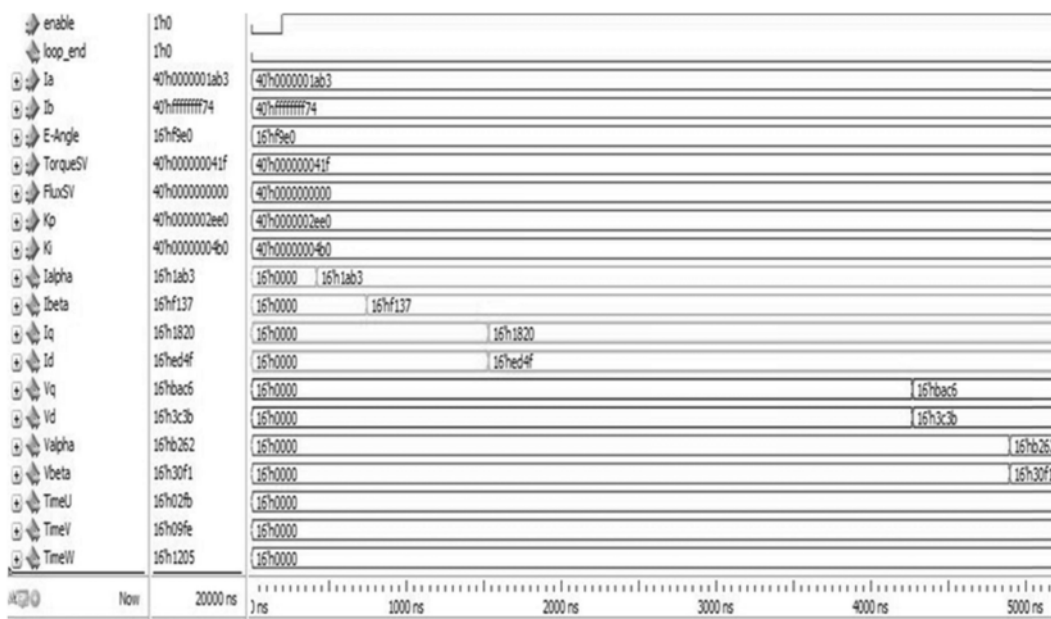 enable 1'h0
loop_end 1'h0
Ia 40'h0000001ab3 40'h0000001ab3
Ib 40'hffffffff74 40'hffffffff74
E-Angle 16'hf9e0 16'hf9e0
TorqueSV 40'h000000041f 40'h000000041f
FluxSV 40'h0000000000 40'h0000000000
Kp 40'h0000002ee0 40'h0000002ee0
Ki 40'h00000004b0 40'h00000004b0
Ialpha 16'h1ab3 16'h0000 16'h1ab3
Ibeta 16'hf137 16'h0000 16'hf137
Iq 16'h1820 16'h0000 16'h1820
Id 16'hed4f 16'h0000 16'hed4f
Vq 16'hbac6 16'h0000 16'hbac6
Vd 16'h3c3b 16'h0000 16'h3c3b
Valpha 16'hb262 16'h0000 16'hb262
Vbeta 16'h30f1 16'h0000 16'h30f1
TimeU 16'h02fb 16'h0000
TimeV 16'h09fe 16'h0000
TimeW 16'h1205 16'h0000
Now 20000 ns ns 1000 ns 2000 ns 3000 ns 4000 ns 5000 ns